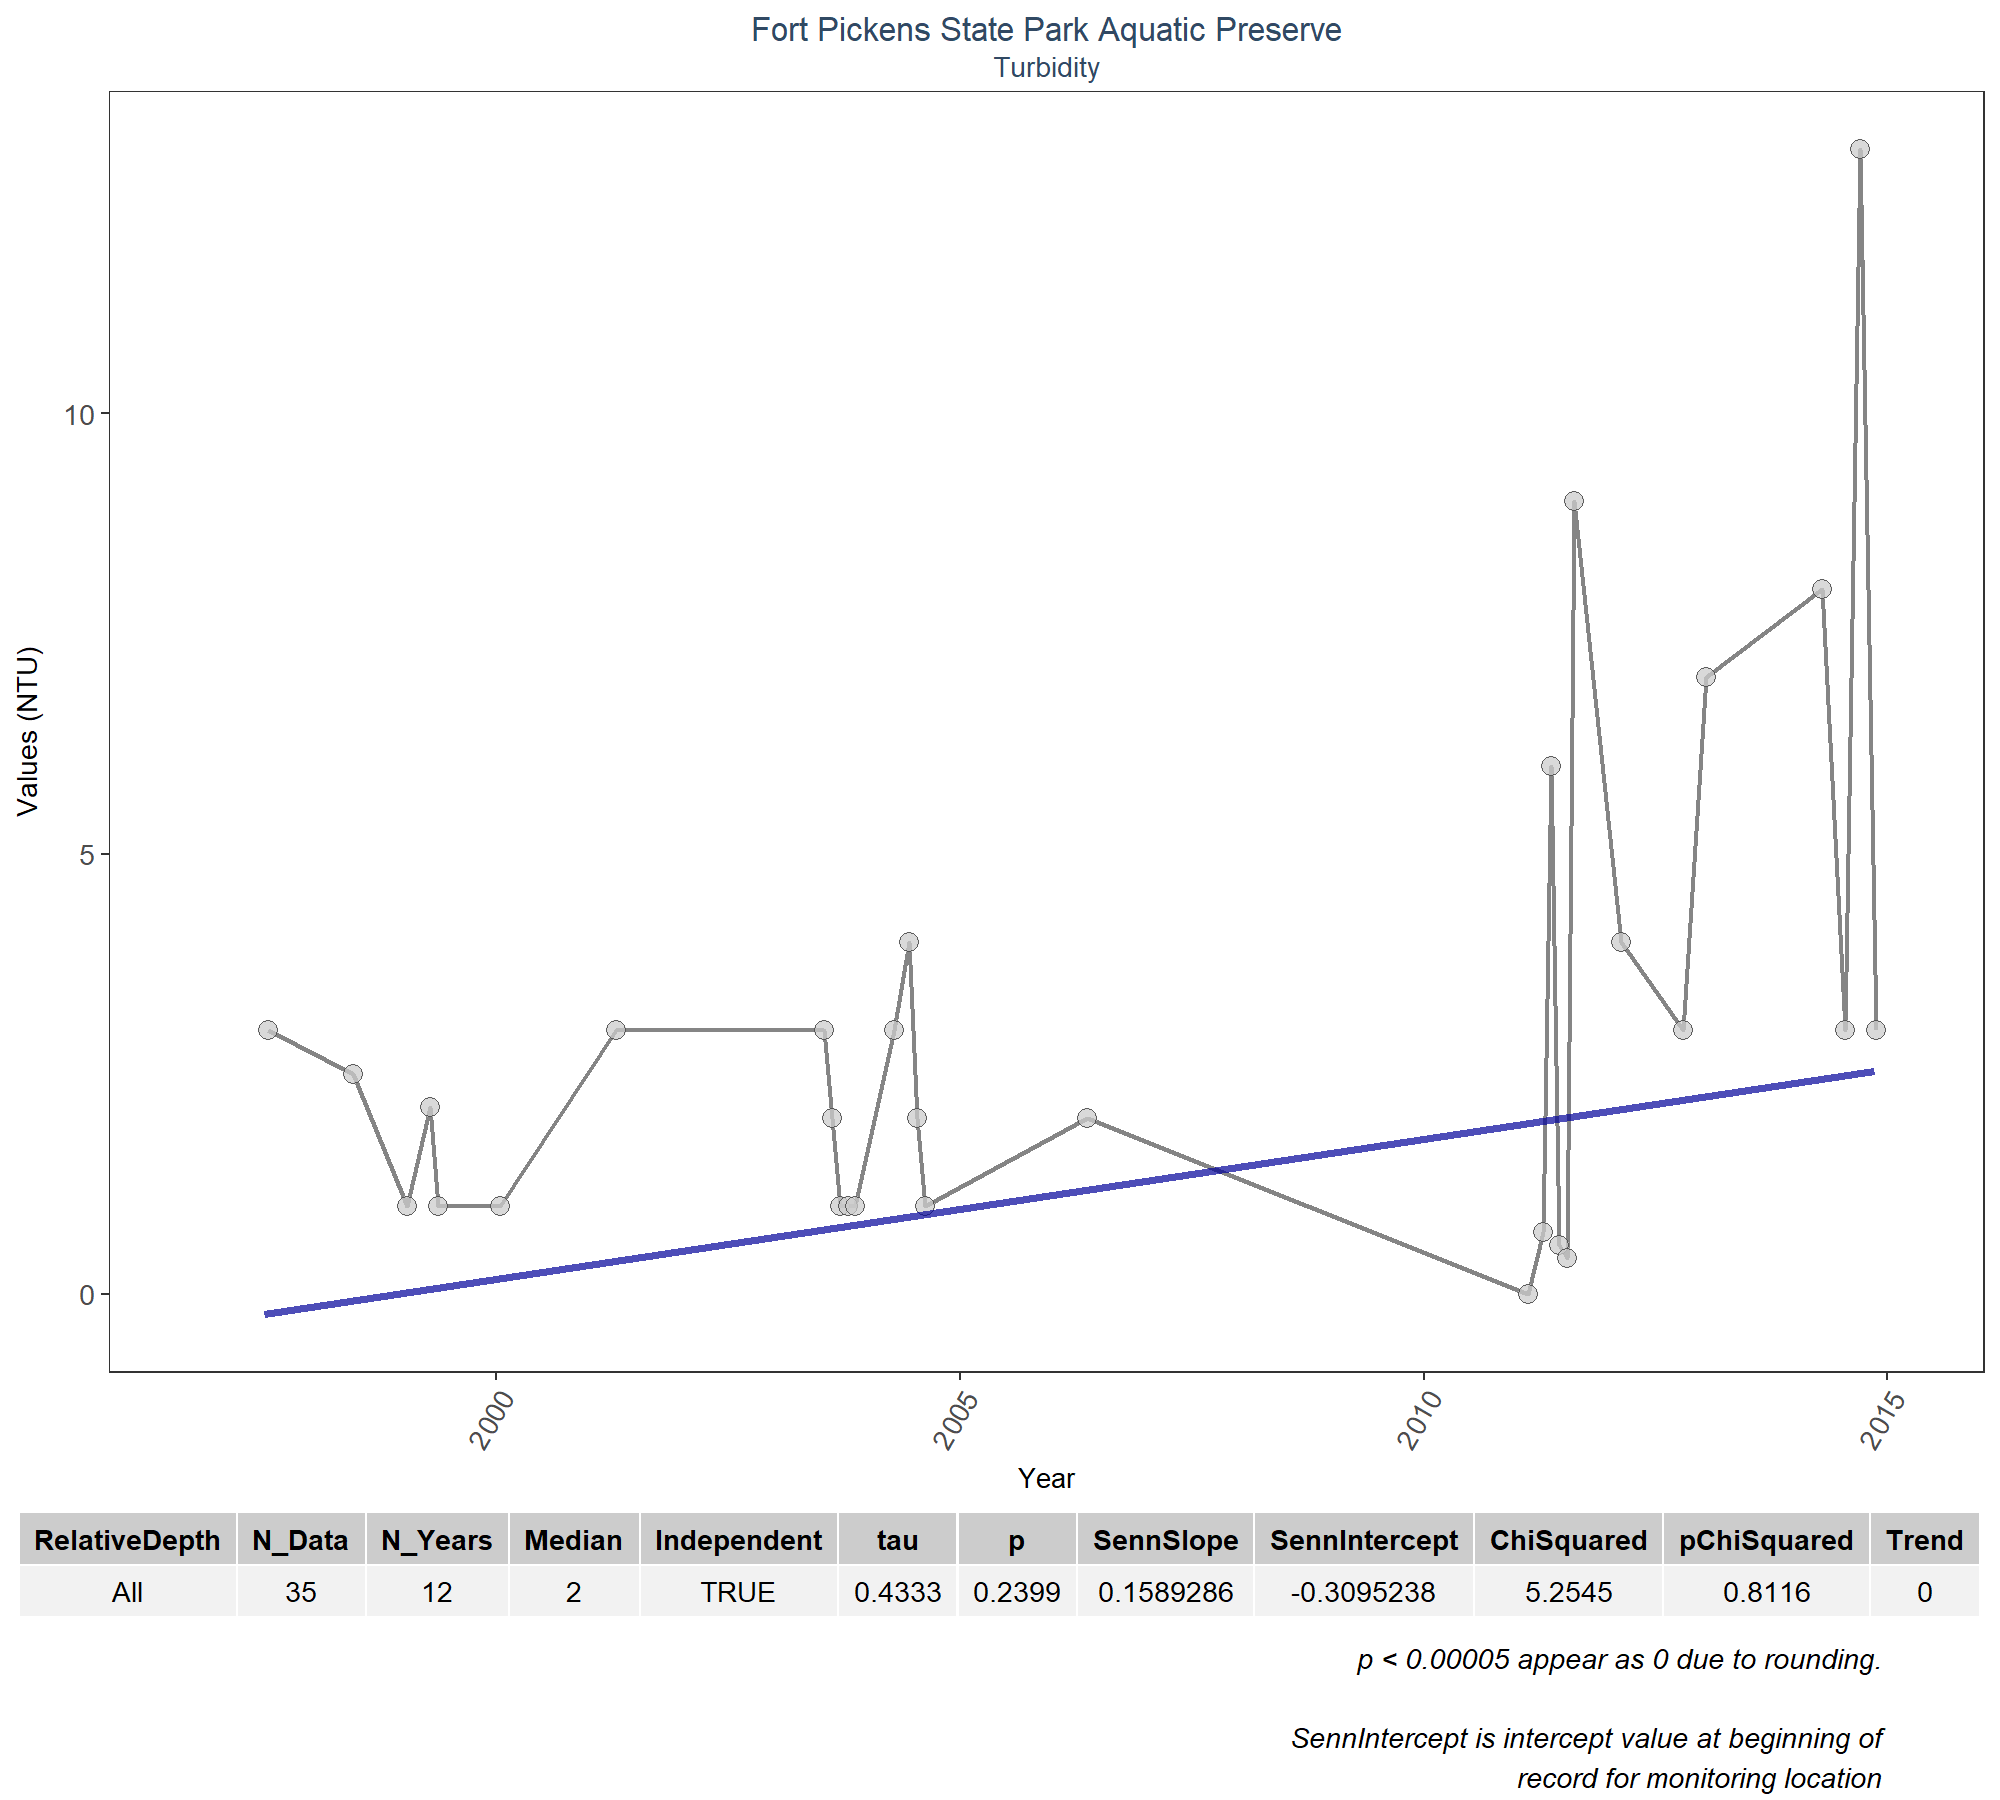 Fort Pickens State Park Aquatic Preserve
Turbidity
Values (NTU)
10
5
0
2000 2005 2010 2015
Year
RelativeDepth N_Data N_Years Median Independent tau p SennSlope SennIntercept ChiSquared pChiSquared Trend
All 35 12 2 TRUE 0.4333 0.2399 0.1589286 -0.3095238 5.2545 0.8116 0
p < 0.00005 appear as 0 due to rounding.
SennIntercept is intercept value at beginning of
record for monitoring location